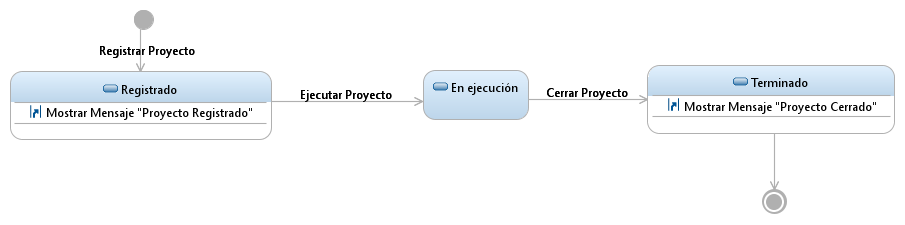 Registrar Proyecto
Registrado
Mostrar Mensaje "Proyecto Registrado"
Ejecutar Proyecto
En ejecución
Cerrar Proyecto
Terminado
Mostrar Mensaje "Proyecto Cerrado"